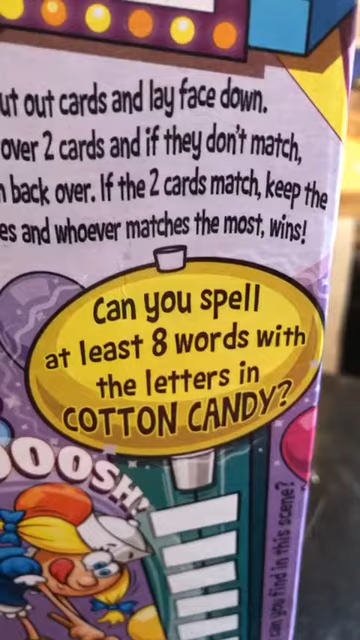 ut out cards and lay face down.
over 2 cards and if they don't match,
back over. If the 2 cards match, keep the
es and whoever matches the most, wins!
Can you spell
at least 8 words with
the letters in
COTTON CANDY?
OOOSH!
you find in this scene?